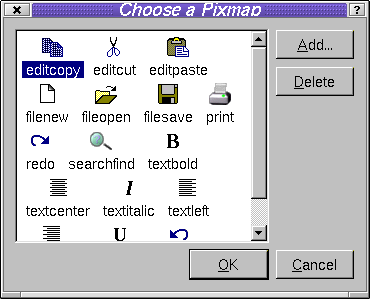 Choose a Pixmap
?
editcopy editcut editpaste
Add...
Delete
filenew fileopen filesave print
B
redo searchfind textbold
I
textcenter textitalic textleft
U
OK
Cancel